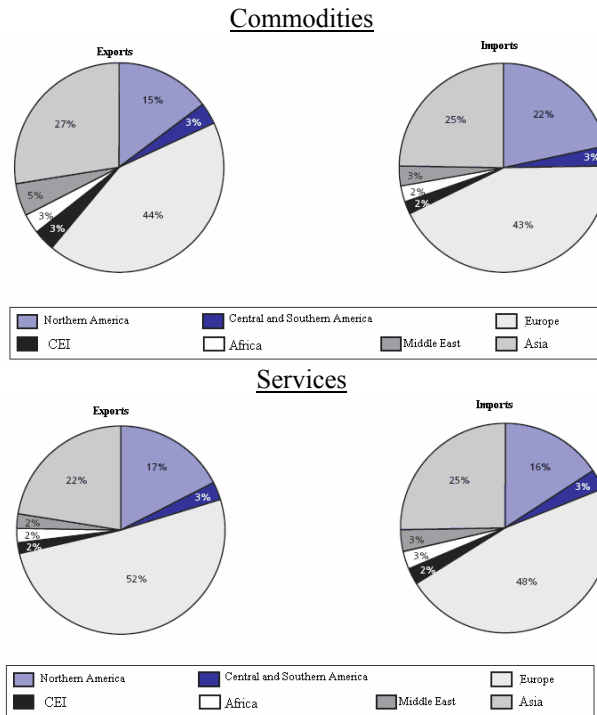 Commodities
Exports
Imports
15%
3%
44%
3%
3%
5%
27%
22%
3%
43%
2%
2%
3%
25%
Northern America
Central and Southern America
Europe
CEI
Africa
Middle East
Asia
Services
Exports
Imports
17%
3%
52%
2%
2%
2%
22%
16%
3%
48%
2%
3%
3%
25%
Northern America
Central and Southern America
Europe
CEI
Africa
Middle East
Asia